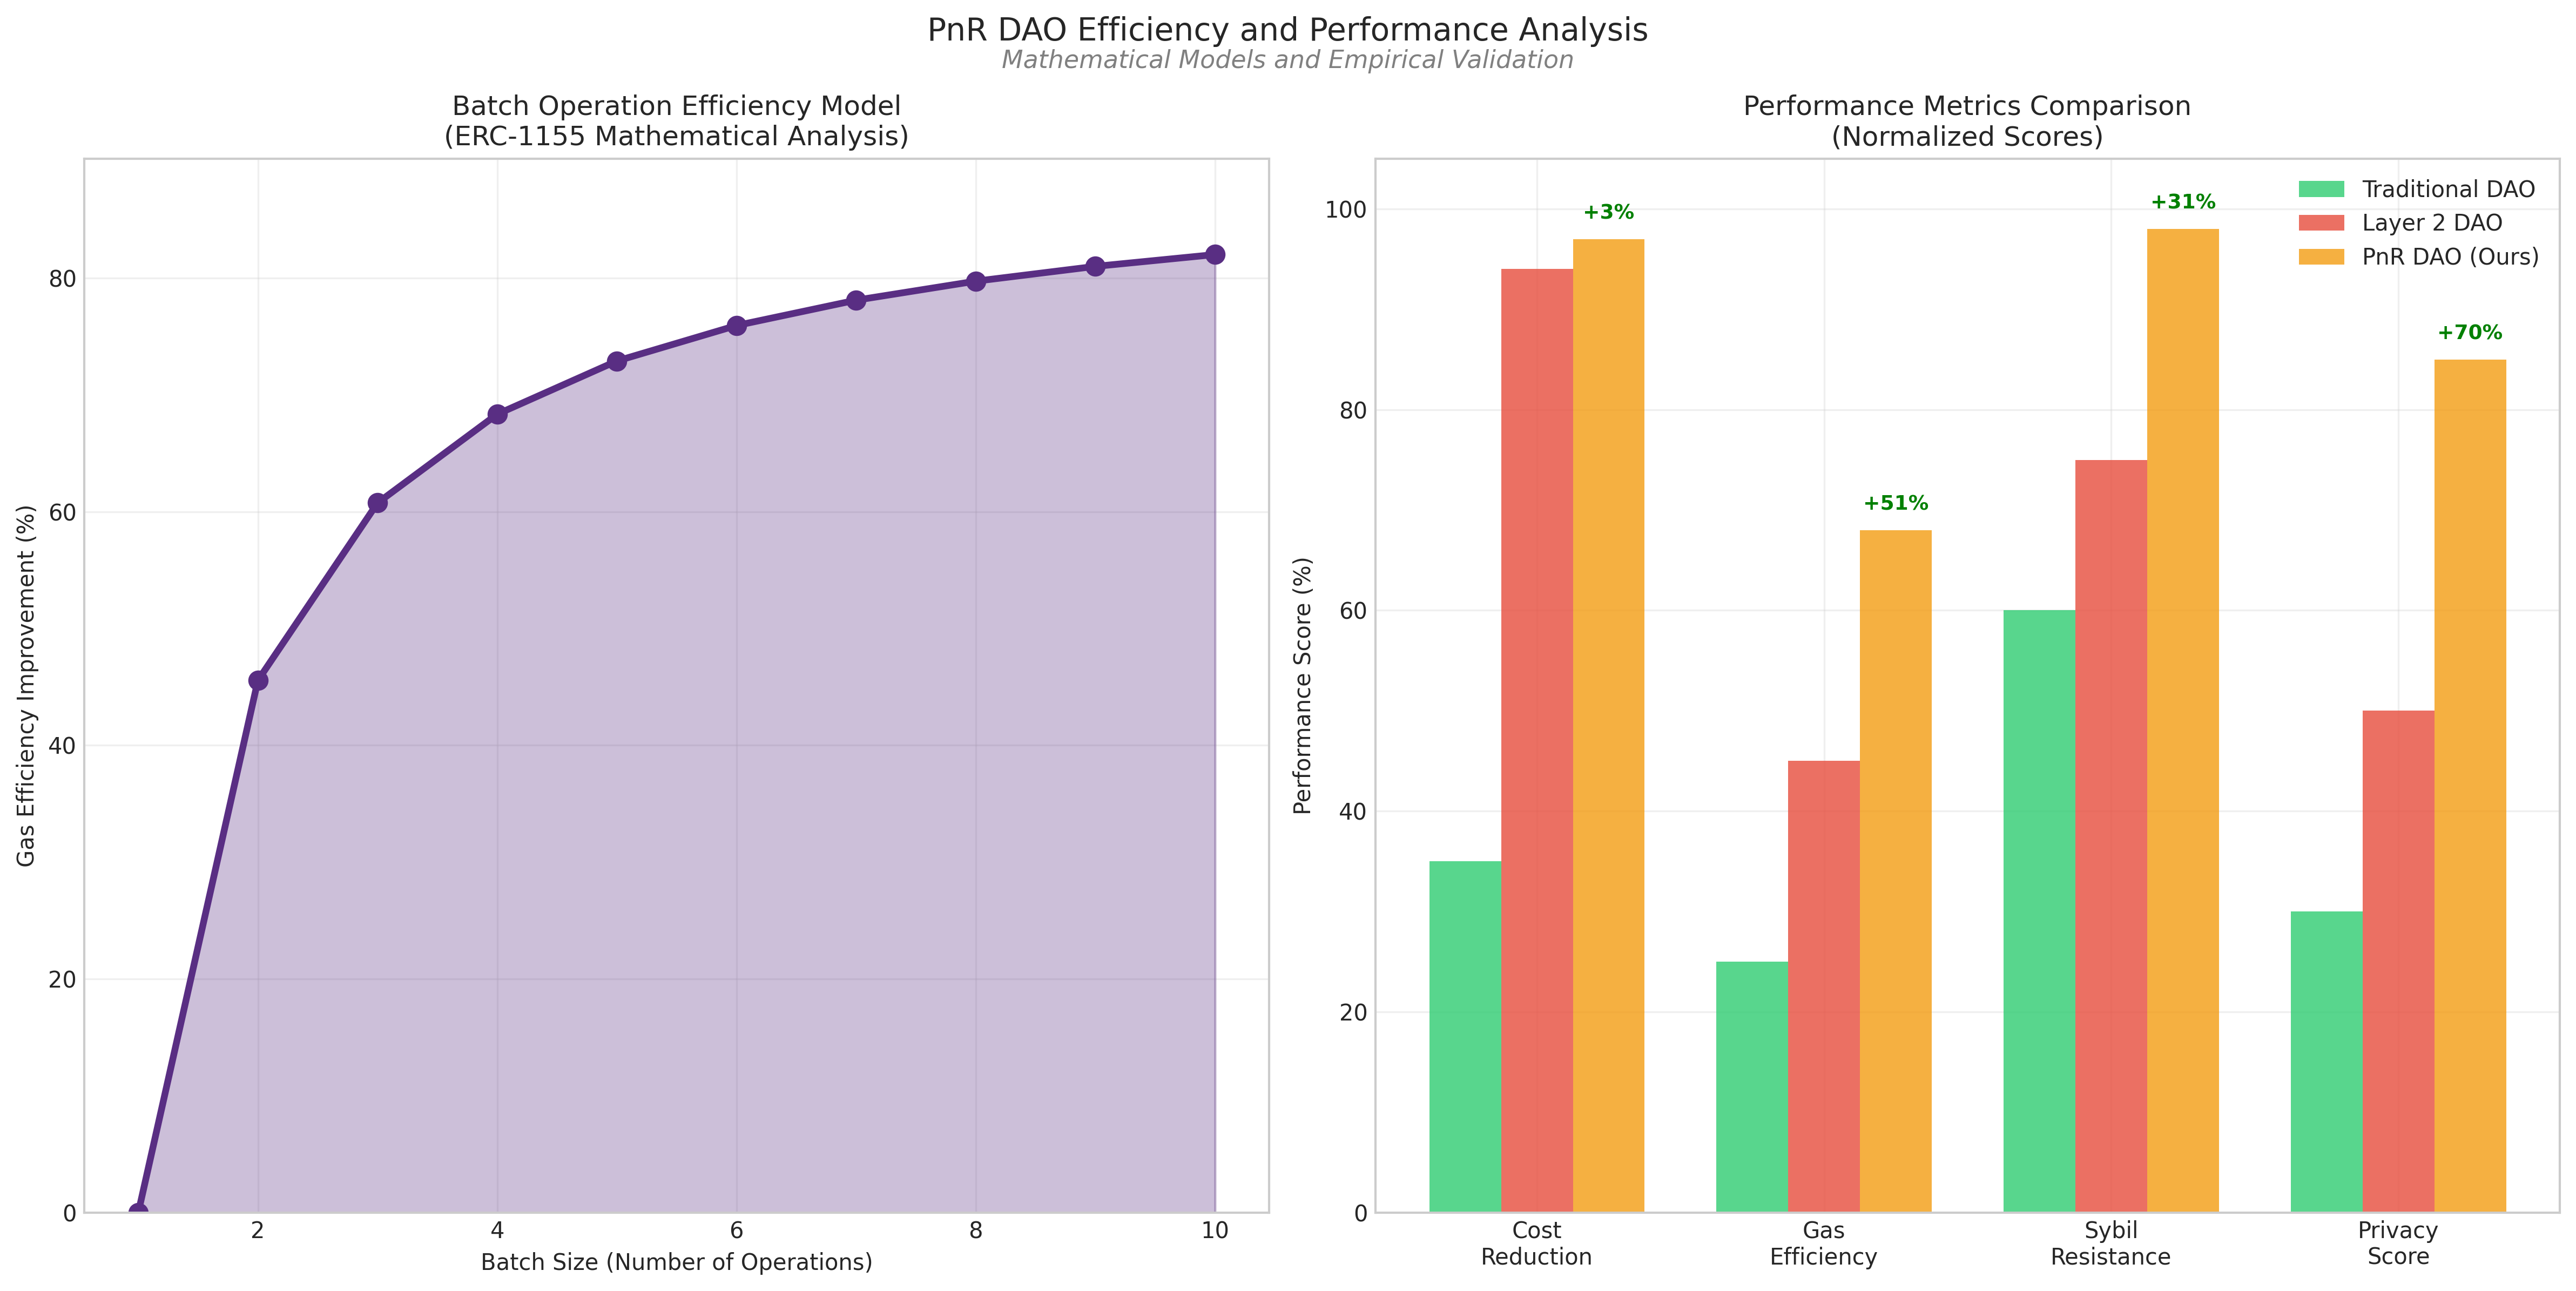 PnR DAO Efficiency and Performance Analysis
Mathematical Models and Empirical Validation
Batch Operation Efficiency Model
(ERC-1155 Mathematical Analysis)
Gas Efficiency Improvement (%)
80
60
40
20
0
2
4
6
8
10
Batch Size (Number of Operations)
Performance Metrics Comparison
(Normalized Scores)
Traditional DAO
Layer 2 DAO
PnR DAO (Ours)
Performance Score (%)
100
80
60
40
20
0
+3%
+51%
+31%
+70%
Cost
Reduction
Gas
Efficiency
Sybil
Resistance
Privacy
Score